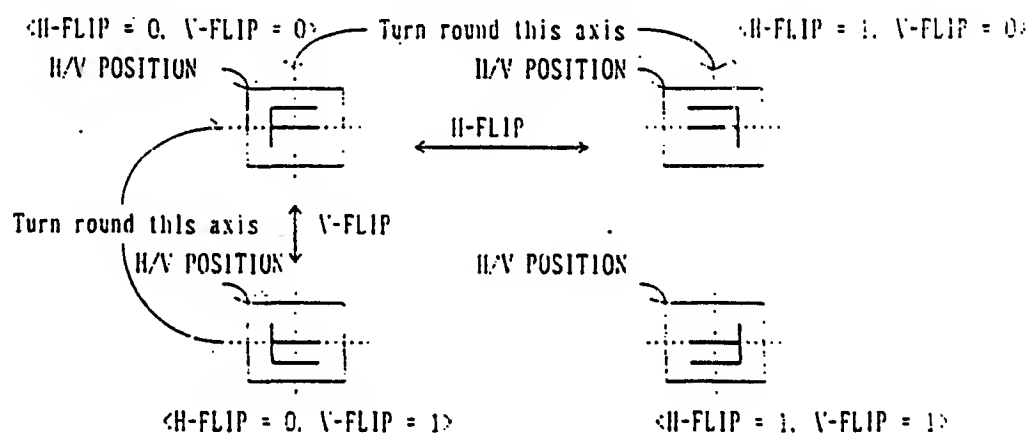 <H-FLIP = 0, V-FLIP = 0> Turn round this axis <H-FLIP = 1, V-FLIP = 0>
H/V POSITION H/V POSITION
H-FLIP
Turn round this axis V-FLIP
H/V POSITION H/V POSITION
<H-FLIP = 0, V-FLIP = 1> <H-FLIP = 1, V-FLIP = 1>